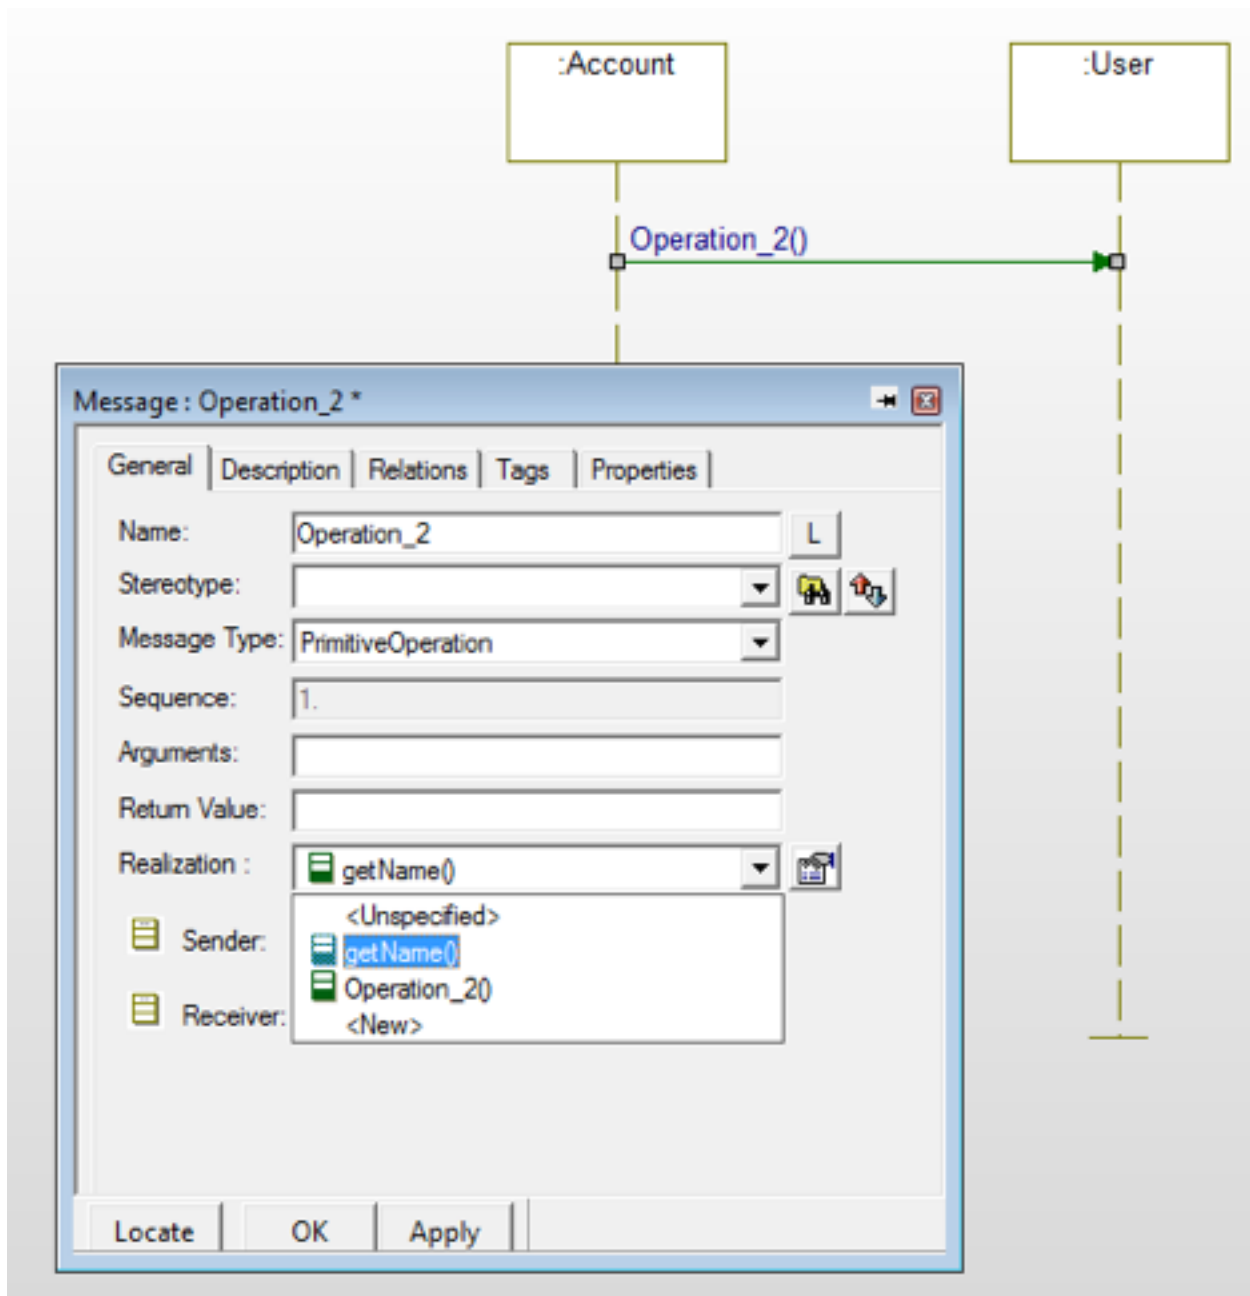 :Account
:User
Operation_2()
Message : Operation_2 *
General Description Relations Tags Properties
Name: Operation_2 L
Stereotype:
Message Type: PrimitiveOperation
Sequence: 1.
Arguments:
Return Value:
Realization : getName()
<Unspecified>
Sender: getName()
Operation_2()
Receiver: <New>
Locate OK Apply